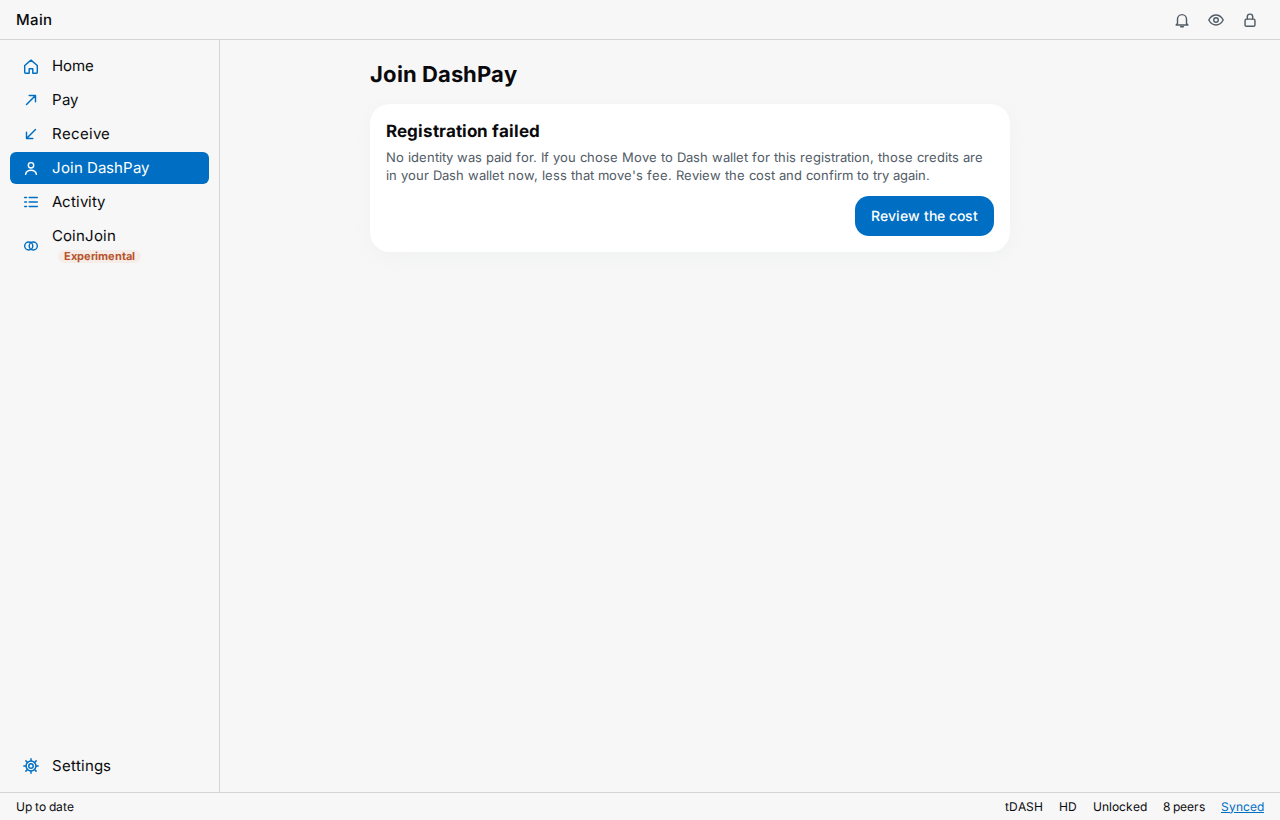 Main
Home
Pay
Receive
Join DashPay
Activity
CoinJoin
Experimental
Settings
Join DashPay
Registration failed
No identity was paid for. If you chose Move to Dash wallet for this registration, those credits are
in your Dash wallet now, less that move's fee. Review the cost and confirm to try again.
Review the cost
Up to date
tDASH HD Unlocked 8 peers Synced